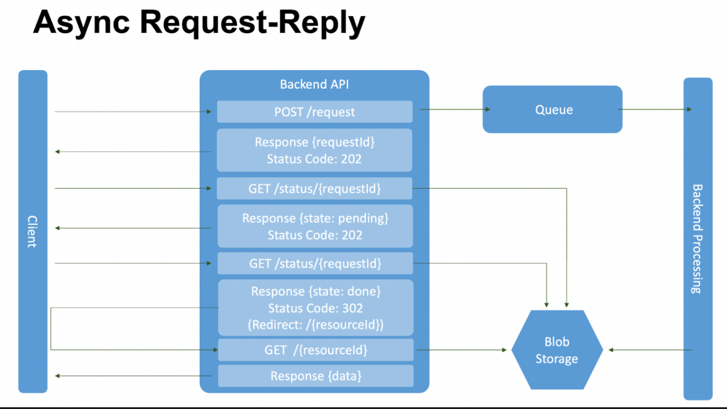 Async Request-Reply
Client
Backend API
POST /request
Response {requestId}
Status Code: 202
GET /status/{requestId}
Response {state: pending}
Status Code: 202
GET /status/{requestId}
Response {state: done}
Status Code: 302
(Redirect: /{resourceId})
GET /{resourceId}
Response {data}
Queue
Blob
Storage
Backend Processing